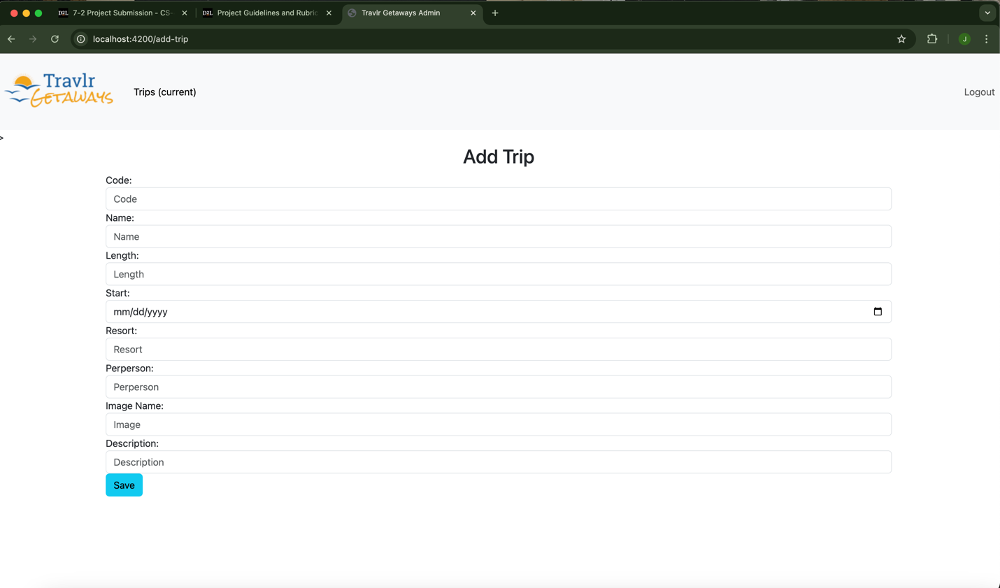 7-2 Project Submission - CS-
Project Guidelines and Rubric
Travlr Getaways Admin
localhost:4200/add-trip
J
Travlr
GETAWAYS
Trips (current)
Logout
>
Add Trip
Code:
Code
Name:
Name
Length:
Length
Start:
mm/dd/yyyy
Resort:
Resort
Perperson:
Perperson
Image Name:
Image
Description:
Description
Save